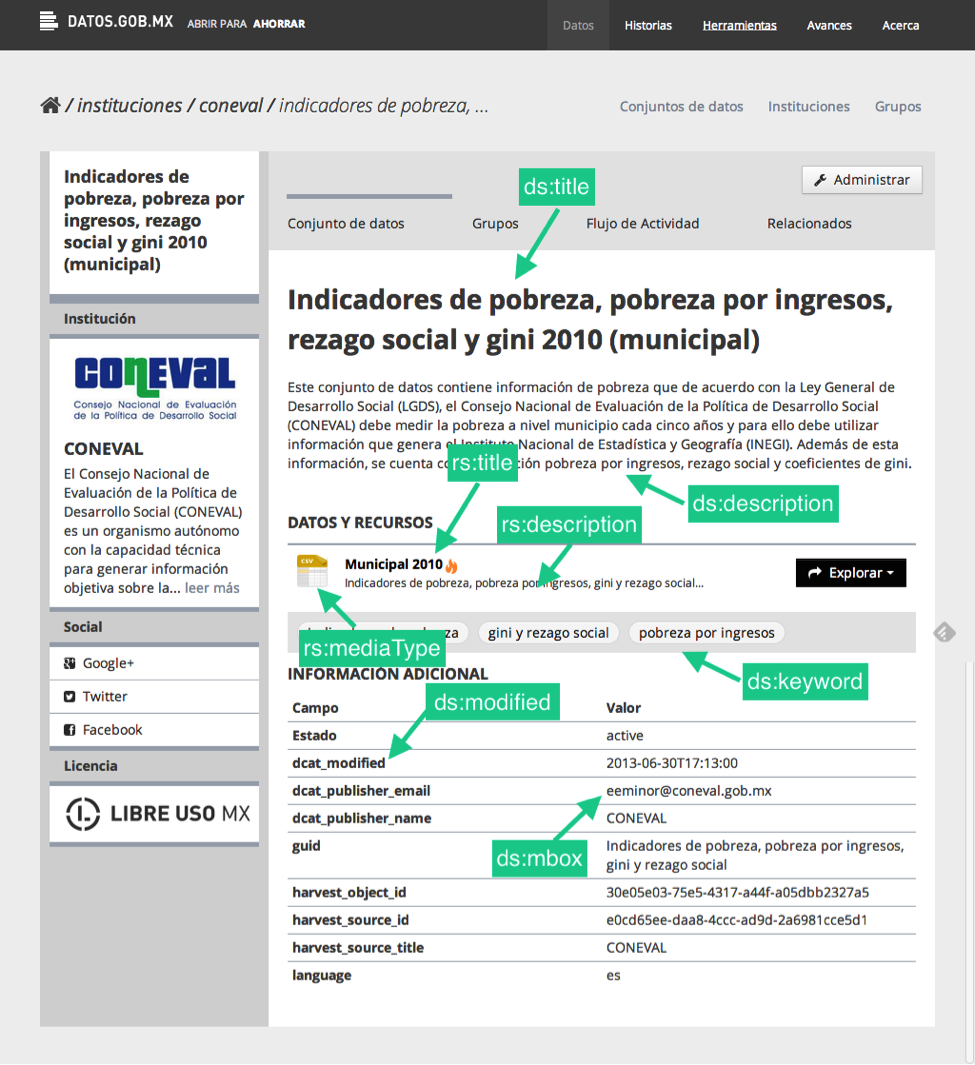 DATOS.GOB.MX ABRIR PARA AHORRAR
Datos Historias Herramientas Avances Acerca
/ instituciones / coneval / indicadores de pobreza, ...
Conjuntos de datos Instituciones Grupos
Indicadores de
pobreza, pobreza por
ingresos, rezago
social y gini 2010
(municipal)
Institución
CONEVAL
Consejo Nacional de Evaluación
de la Política de Desarrollo Social
CONEVAL
El Consejo Nacional de
Evaluación de la Política de
Desarrollo Social (CONEVAL)
es un organismo autónomo
con la capacidad técnica
para generar información
objetiva sobre la... leer más
Social
Google+
Twitter
Facebook
Licencia
LIBRE USO MX
ds:title
Administrar
Conjunto de datos Grupos Flujo de Actividad Relacionados
Indicadores de pobreza, pobreza por ingresos,
rezago social y gini 2010 (municipal)
Este conjunto de datos contiene información de pobreza que de acuerdo con la Ley General de
Desarrollo Social (LGDS), el Consejo Nacional de Evaluación de la Política de Desarrollo Social
(CONEVAL) debe medir la pobreza a nivel municipio cada cinco años y para ello debe utilizar
información que genera el Instituto Nacional de Estadística y Geografía (INEGI). Además de esta
información, se cuenta pobreza por ingresos, rezago social y coeficientes de gini.
rs:title
ds:description
DATOS Y RECURSOS
rs:description
CSV
Municipal 2010
Indicadores de pobreza, pobreza por ingresos, gini y rezago social...
Explorar
gini y rezago social
pobreza por ingresos
rs:mediaType
ds:keyword
INFORMACIÓN ADICIONAL
ds:modified
Campo Valor
Estado active
dcat_modified 2013-06-30T17:13:00
dcat_publisher_email eeminor@coneval.gob.mx
dcat_publisher_name CONEVAL
ds:mbox
guid Indicadores de pobreza, pobreza por ingresos,
gini y rezago social
harvest_object_id 30e05e03-75e5-4317-a44f-a05dbb2327a5
harvest_source_id e0cd65ee-daa8-4ccc-ad9d-2a6981cce5d1
harvest_source_title CONEVAL
language es